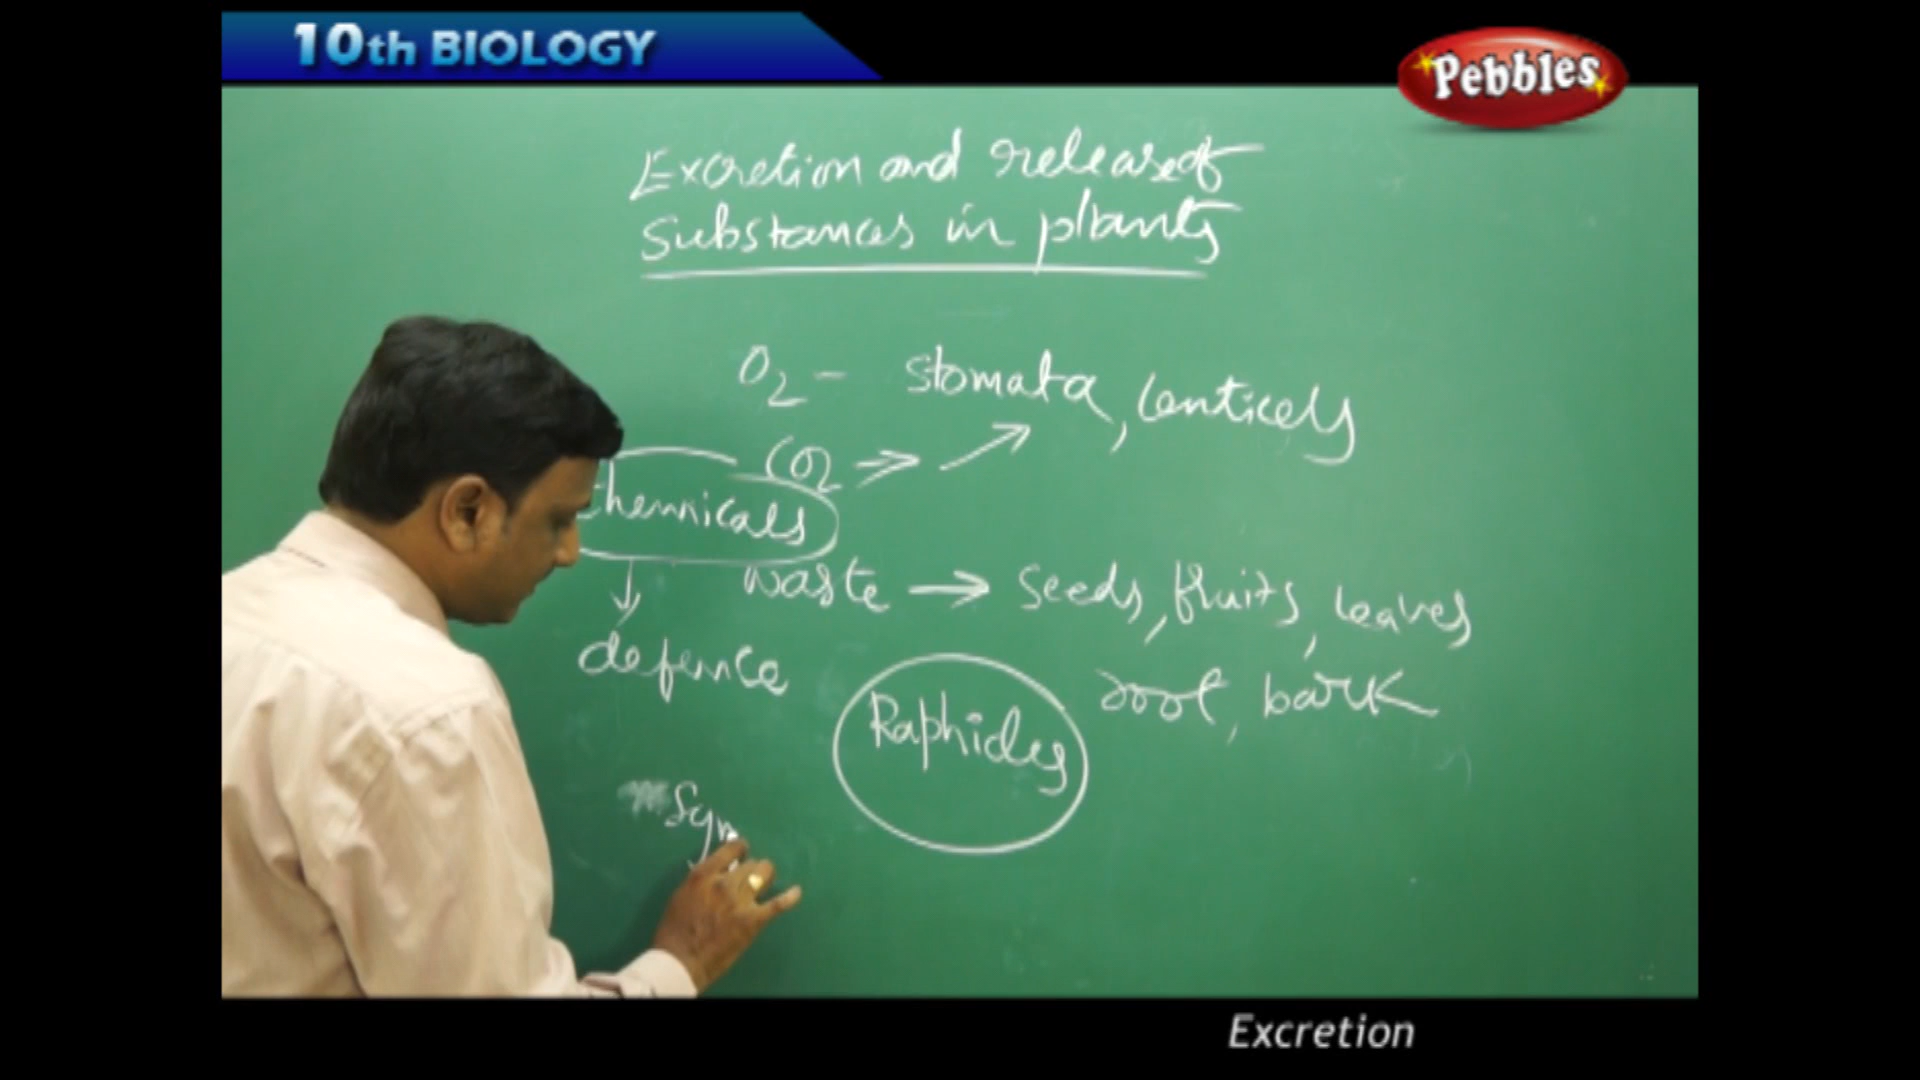 10th BIOLOGY
Pebbles
Excretion and release of
substances in plants
O2 - stomata, lenticels
CO2
chemicals
waste → seeds, fruits, leaves
root, bark
defence
Raphides
Syn
Excretion